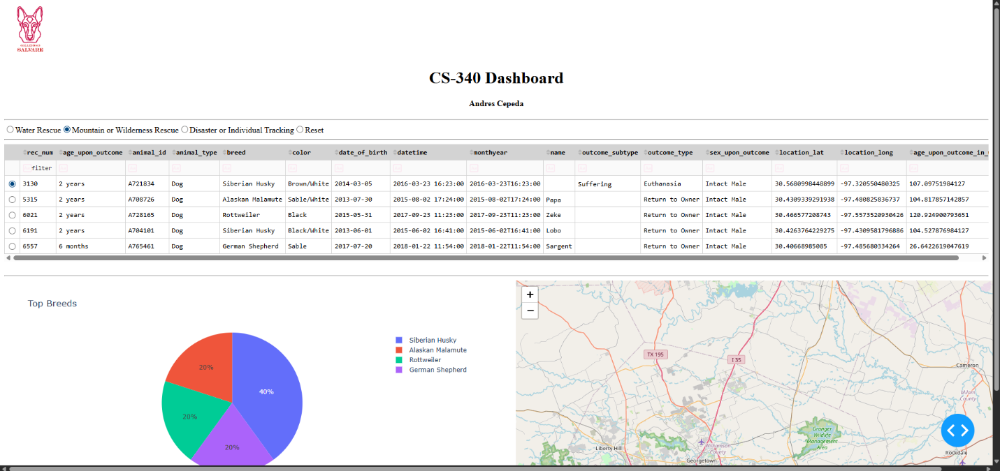 GRAZIOSO
SALVARE
CS-340 Dashboard
Andres Cepeda
Water Rescue Mountain or Wilderness Rescue Disaster or Individual Tracking Reset
rec_num age_upon_outcome animal_id animal_type breed color date_of_birth datetime monthyear name outcome_subtype outcome_type sex_upon_outcome location_lat location_long age_upon_outcome_in_
filter
3130 2 years A721834 Dog Siberian Husky Brown/White 2014-03-05 2016-03-23 16:23:00 2016-03-23T16:23:00 Suffering Euthanasia Intact Male 30.5680998448899 -97.320550480325 107.09751984127
5315 2 years A708726 Dog Alaskan Malamute Sable/White 2013-07-30 2015-08-02 17:24:00 2015-08-02T17:24:00 Papa Return to Owner Intact Male 30.4309339291938 -97.480825836737 104.817857142857
6021 2 years A728165 Dog Rottweiler Black 2015-05-31 2017-09-23 11:23:00 2017-09-23T11:23:00 Zeke Return to Owner Intact Male 30.466577208743 -97.5573520930426 120.924900793651
6191 2 years A704101 Dog Siberian Husky Black/White 2013-06-01 2015-06-02 16:41:00 2015-06-02T16:41:00 Lobo Return to Owner Intact Male 30.4263764229275 -97.4309581796886 104.527876984127
6557 6 months A765461 Dog German Shepherd Sable 2017-07-20 2018-01-22 11:54:00 2018-01-22T11:54:00 Sargent Return to Owner Intact Male 30.40668985085 -97.485680334264 26.6422619047619
Top Breeds
Siberian Husky
Alaskan Malamute
Rottweiler
German Shepherd
20%
40%
20%
20%
+
−
TX 195
I 35
Cameron
Milam
County
Granger
Wildlife
Management
Area
Liberty Hill
Williamson
County
Georgetown
Rockdale